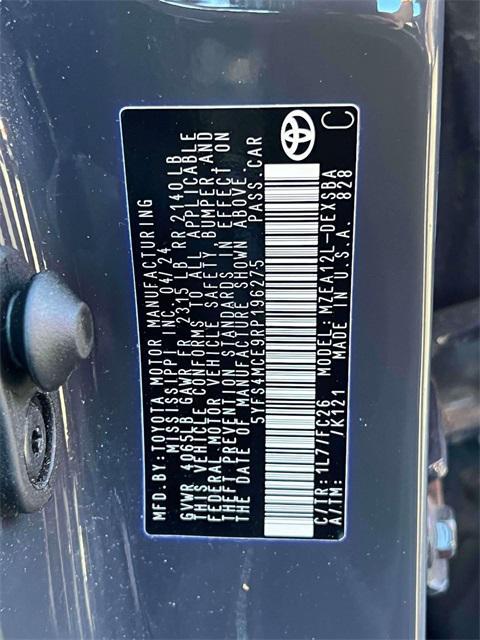 MFD. BY: TOYOTA MOTOR MANUFACTURING
MISSISSIPPI, INC. 04/24
GVWR 4065LB GAWR FR 2315 LB RR 2140LB
THIS VEHICLE CONFORMS TO ALL APPLICABLE
FEDERAL MOTOR VEHICLE SAFETY, BUMPER, AND
THEFT PREVENTION STANDARDS IN EFFECT ON
THE DATE OF MANUFACTURE SHOWN ABOVE.
5YFS4MCE9RP196275 PASS.CAR
C/TR: 1L7/FC26 MODEL: MZEA12L-DEXSBA
A/TM: /K121 MADE IN U.S.A. 828
C